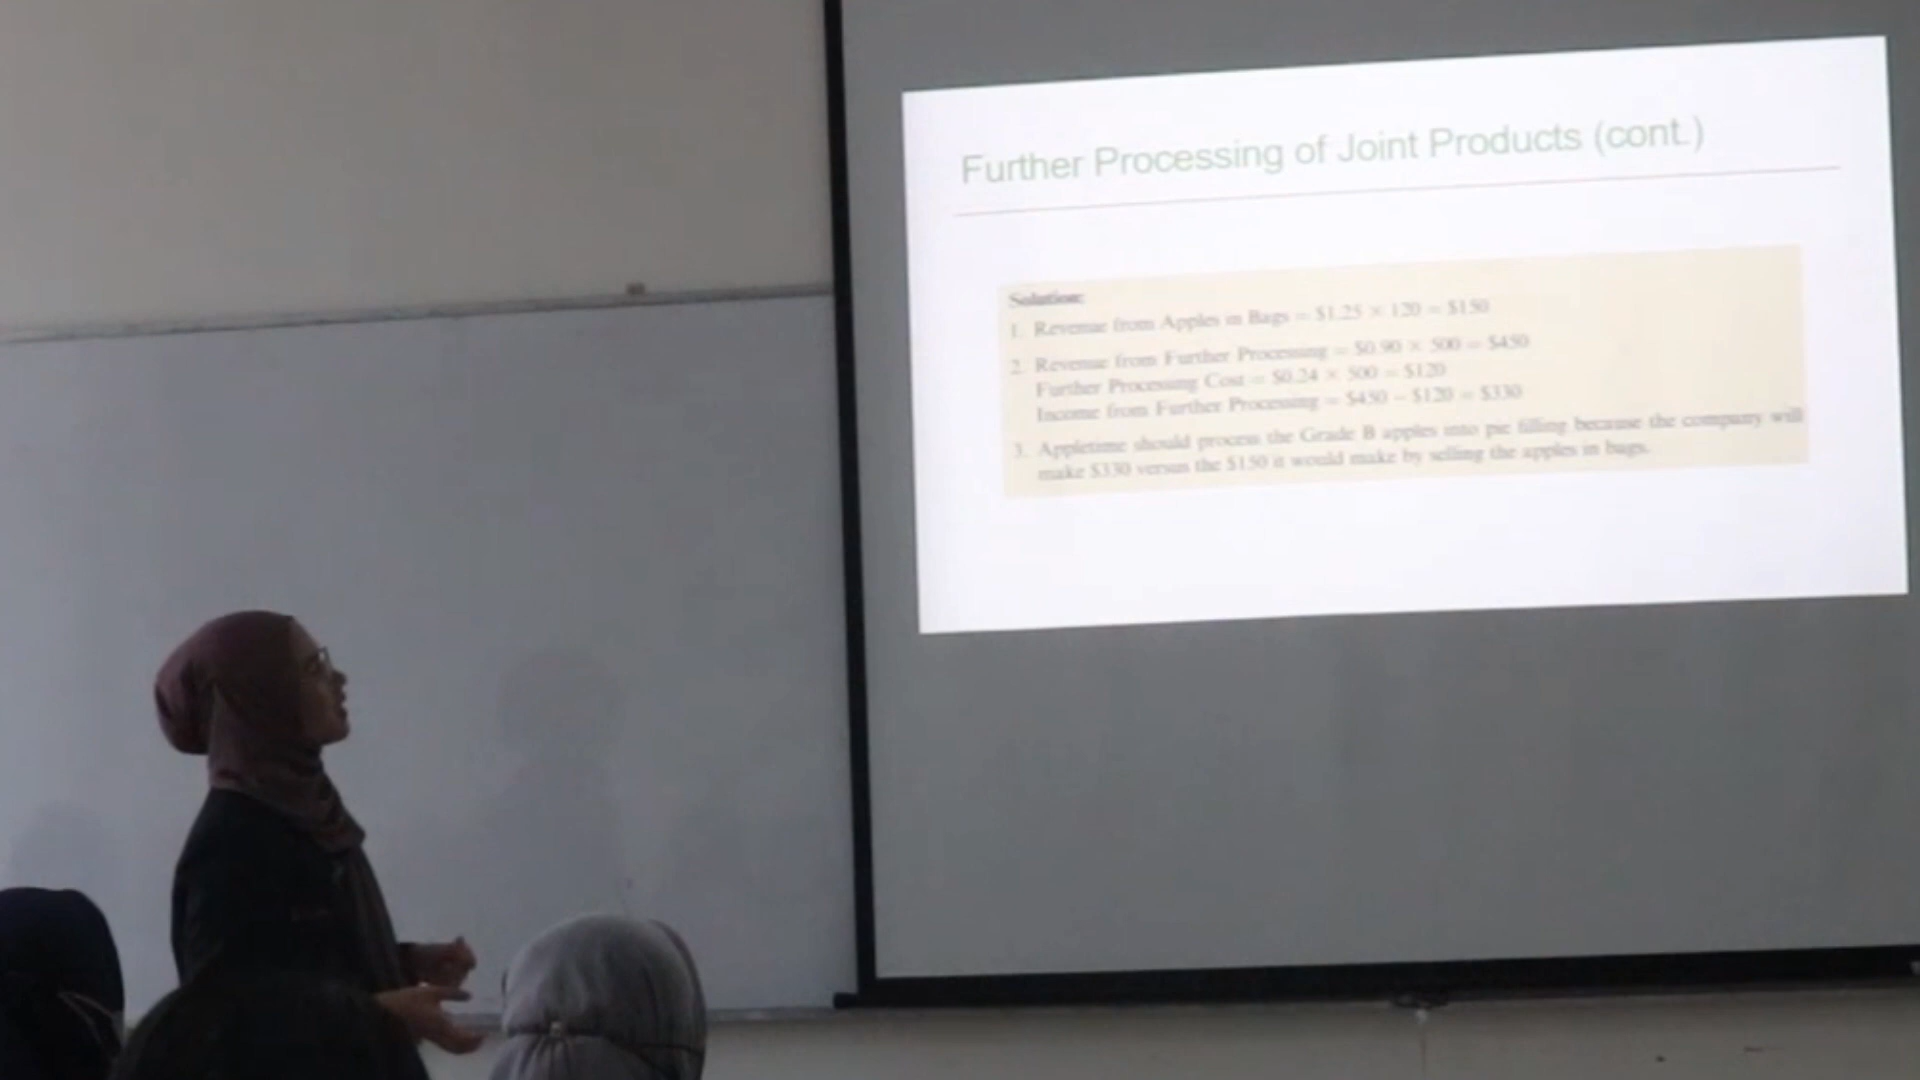 Further Processing of Joint Products (cont.)
Solution:
1. Revenue from Apples in Bags = $1.25 × 120 = $150
2. Revenue from Further Processing = $0.90 × 500 = $450
Further Processing Cost = $0.24 × 500 = $120
Income from Further Processing = $450 − $120 = $330
3. Appletime should process the Grade B apples into pie filling because the company will
make $330 versus the $150 it would make by selling the apples in bags.